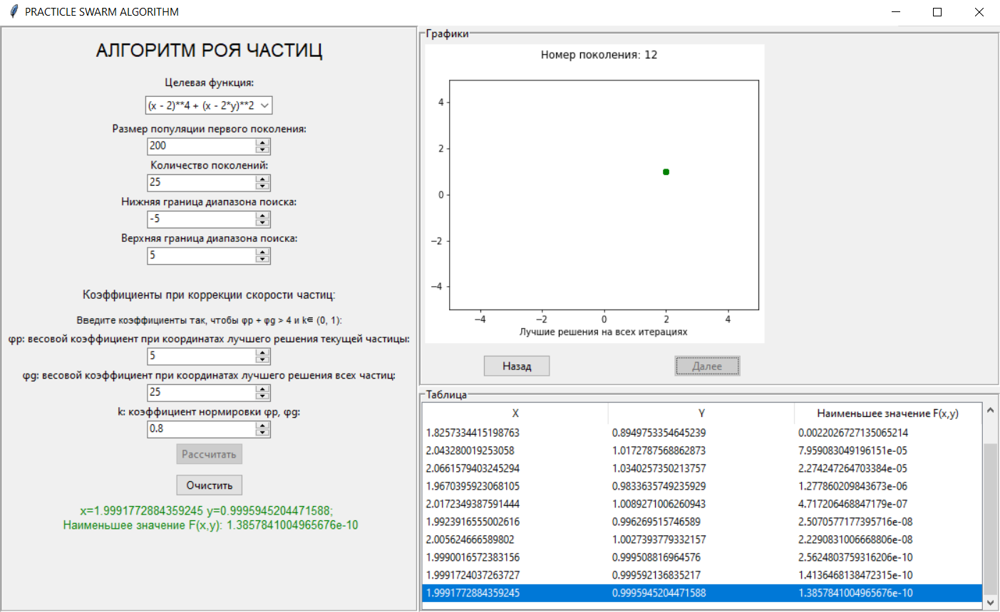 PRACTICLE SWARM ALGORITHM
АЛГОРИТМ РОЯ ЧАСТИЦ
Целевая функция:
(x - 2)**4 + (x - 2*y)**2
Размер популяции первого поколения:
200
Количество поколений:
25
Нижняя граница диапазона поиска:
-5
Верхняя граница диапазона поиска:
5
Коэффициенты при коррекции скорости частиц:
Введите коэффициенты так, чтобы φp + φg > 4 и k∈ (0, 1):
φp: весовой коэффициент при координатах лучшего решения текущей частицы:
5
φg: весовой коэффициент при координатах лучшего решения всех частиц:
25
k: коэффициент нормировки φp, φg:
0.8
Рассчитать
Очистить
x=1.9991772884359245 y=0.9995945204471588;
Наименьшее значение F(x,y): 1.3857841004965676e-10
Графики
Номер поколения: 12
4
2
0
−2
−4
−4 −2 0 2 4
Лучшие решения на всех итерациях
Назад Далее
Таблица
X Y Наименьшее значение F(x,y)
1.8257334415198763 0.8949753354645239 0.0022026727135065214
2.043280019253058 1.0172787568862873 7.959083049196151e-05
2.0661579403245294 1.0340257350213757 2.274247264703384e-05
1.9670395923068105 0.9833635749235929 1.277860209843673e-06
2.0172349387591444 1.0089271006260943 4.717206468847179e-07
1.9923916555002616 0.996269515746589 2.5070577177395716e-08
2.005624666589802 1.0027393779332157 2.2290831006668806e-08
1.9990016572383156 0.999508816964576 2.5624803759316206e-10
1.9991724037263727 0.999592136835217 1.4136468138472315e-10
1.9991772884359245 0.9995945204471588 1.3857841004965676e-10